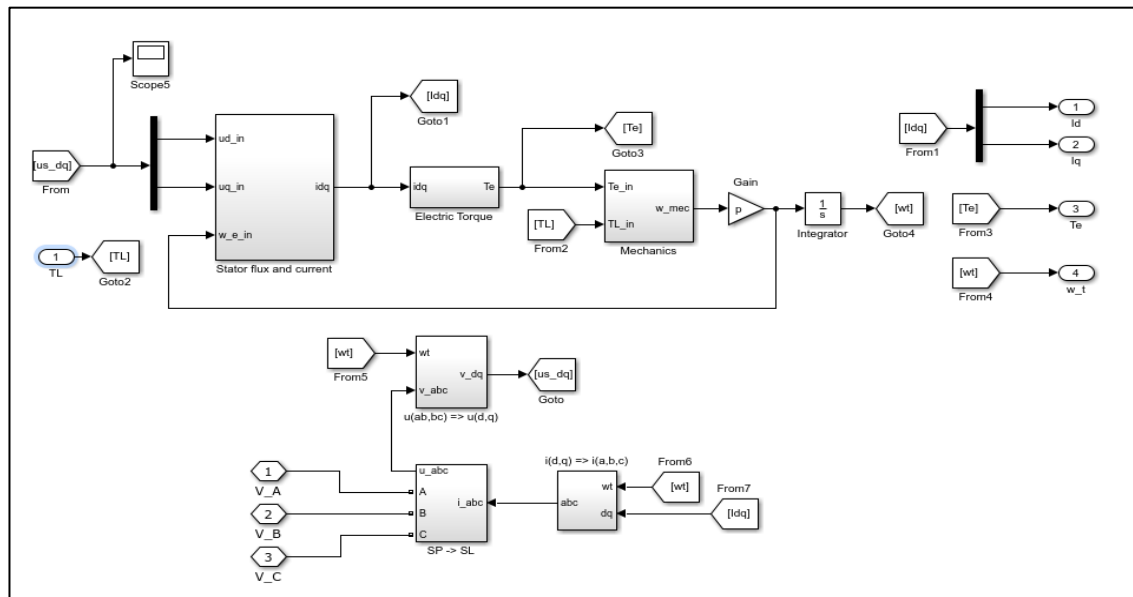 Scope5
[Idq]
Goto1
[us_dq]
From
ud_in
uq_in
w_e_in
idq
Stator flux and current
idq
Te
Electric Torque
[Te]
Goto3
Te_in
TL_in
w_mec
Mechanics
[TL]
From2
Gain
p
1
s
Integrator
[wt]
Goto4
1
TL
[TL]
Goto2
[Idq]
From1
1
Id
2
Iq
[Te]
From3
3
Te
[wt]
From4
4
w_t
[wt]
From5
wt
v_abc
v_dq
u(ab,bc) => u(d,q)
[us_dq]
Goto
1
V_A
2
V_B
3
V_C
u_abc
A
B
C
i_abc
SP -> SL
i(d,q) => i(a,b,c)
wt
abc
dq
From6
[wt]
From7
[Idq]